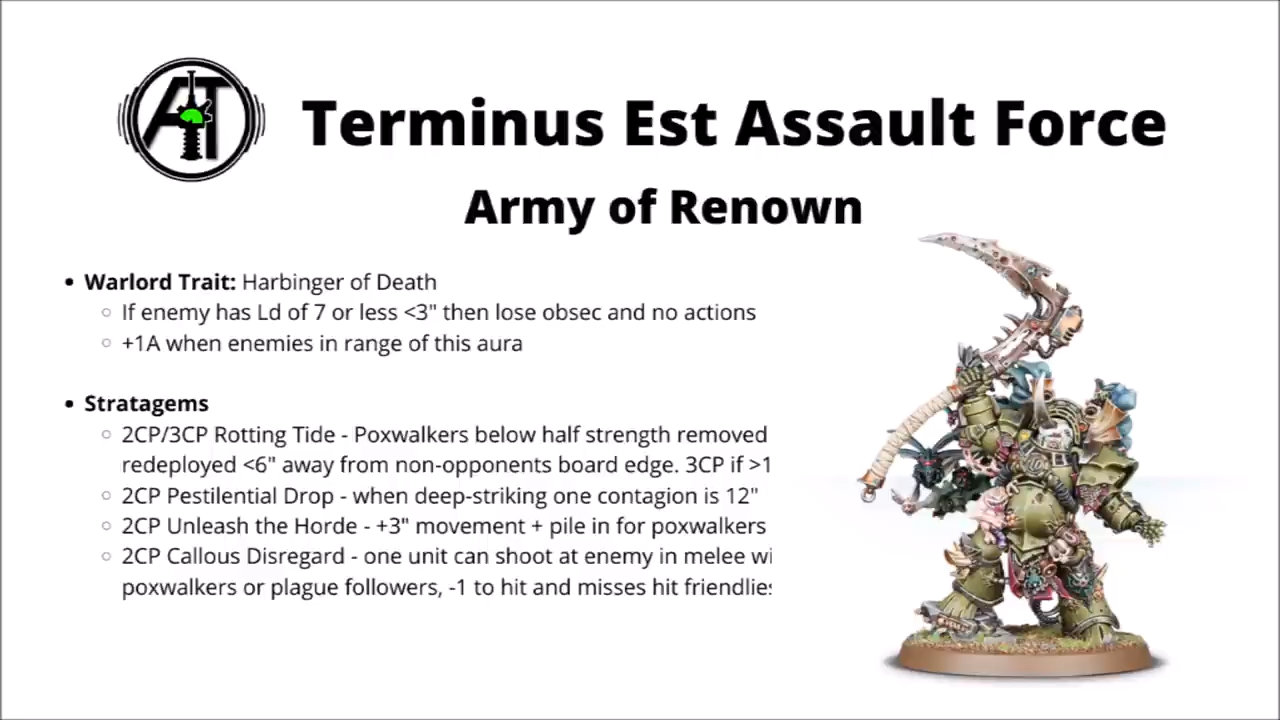 AT
Terminus Est Assault Force
Army of Renown
• Warlord Trait: Harbinger of Death
○ If enemy has Ld of 7 or less <3" then lose obsec and no actions
○ +1A when enemies in range of this aura
• Stratagems
○ 2CP/3CP Rotting Tide - Poxwalkers below half strength removed
redeployed <6" away from non-opponents board edge. 3CP if >1
○ 2CP Pestilential Drop - when deep-striking one contagion is 12"
○ 2CP Unleash the Horde - +3" movement + pile in for poxwalkers
○ 2CP Callous Disregard - one unit can shoot at enemy in melee wi
poxwalkers or plague followers, -1 to hit and misses hit friendlie